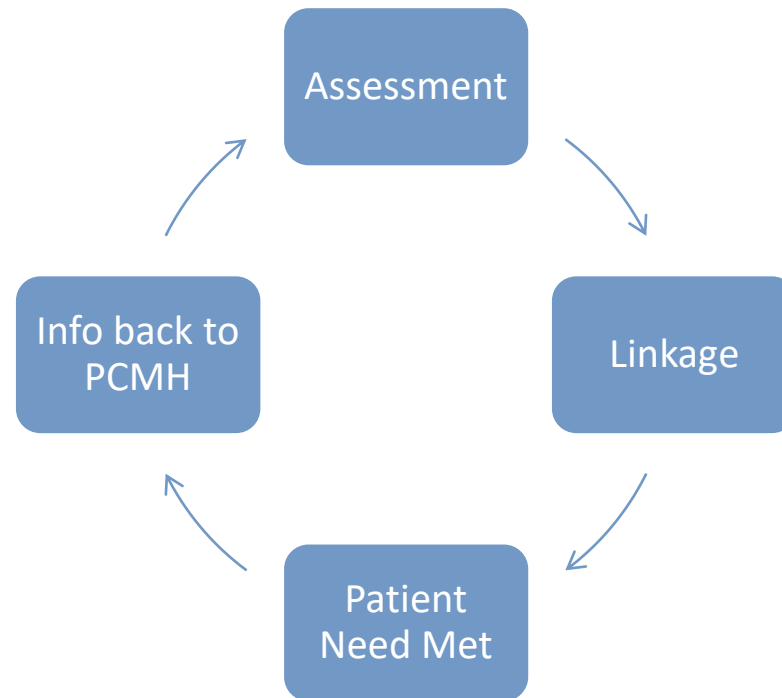 Assessment
Linkage
Patient
Need Met
Info back to
PCMH